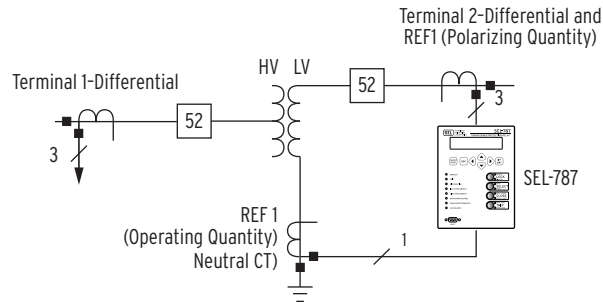 Terminal 2–Differential and
REF1 (Polarizing Quantity)
HV LV
Terminal 1–Differential
52
52
3
3
SEL-787
REF 1
(Operating Quantity)
Neutral CT)
1